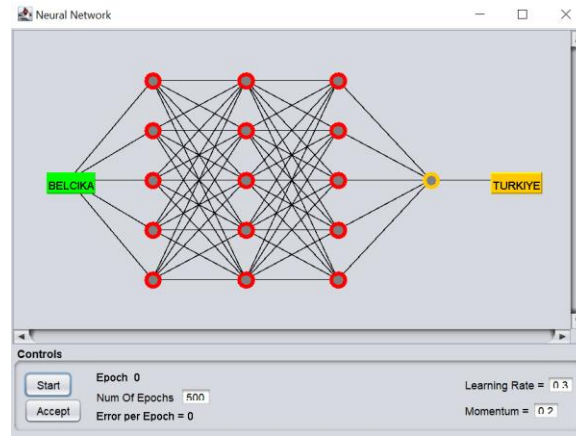 Neural Network
BELCIKA
TURKIYE
Controls
Start
Accept
Epoch 0
Num Of Epochs 500
Error per Epoch = 0
Learning Rate = 0.3
Momentum = 0.2